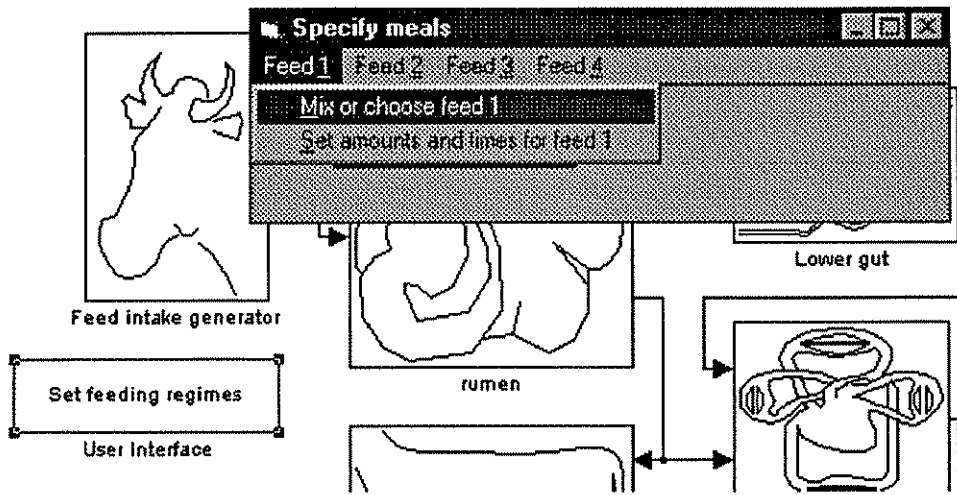 Specify meals
Feed 1 Feed 2 Feed 3 Feed 4
Mix or choose feed 1
Set amounts and times for feed 1
Lower gut
Feed intake generator
rumen
Set feeding regimes
User Interface